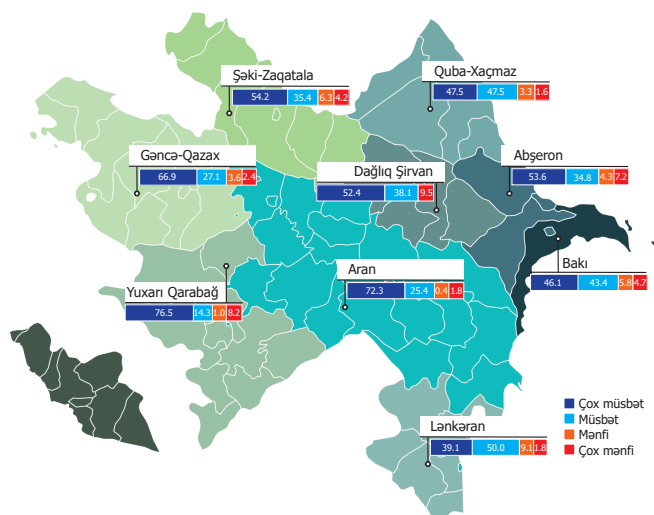 Şəki-Zaqatala
54.2 35.4 6.3 4.2
Quba-Xaçmaz
47.5 47.5 3.3 1.6
Gəncə-Qazax
66.9 27.1 3.6 2.4
Dağlıq Şirvan
52.4 38.1 9.5
Abşeron
53.6 34.8 4.3 7.2
Yuxarı Qarabağ
76.5 14.3 1.0 8.2
Aran
72.3 25.4 0.4 1.8
Bakı
46.1 43.4 5.8 4.7
Lənkəran
39.1 50.0 9.1 1.8
Çox müsbət
Müsbət
Mənfi
Çox mənfi